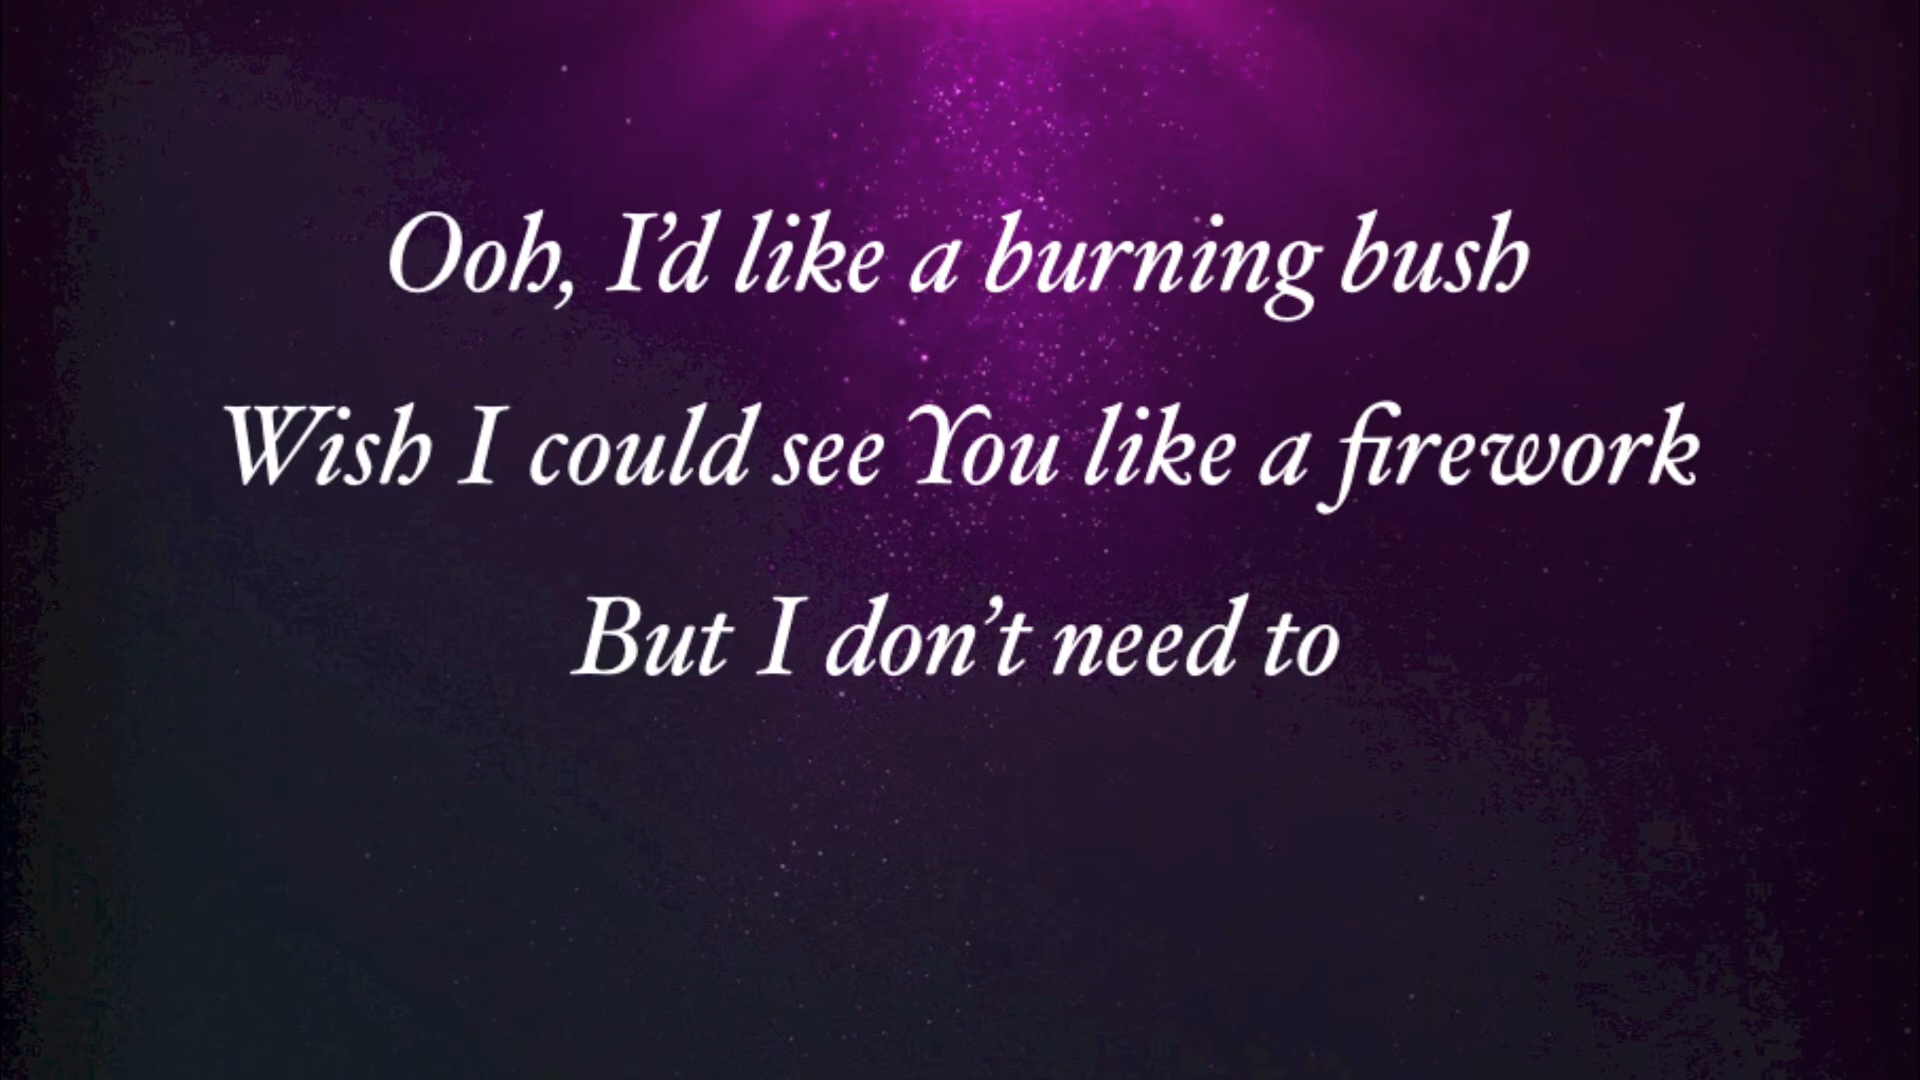 Ooh, I’d like a burning bush
Wish I could see You like a firework
But I don’t need to